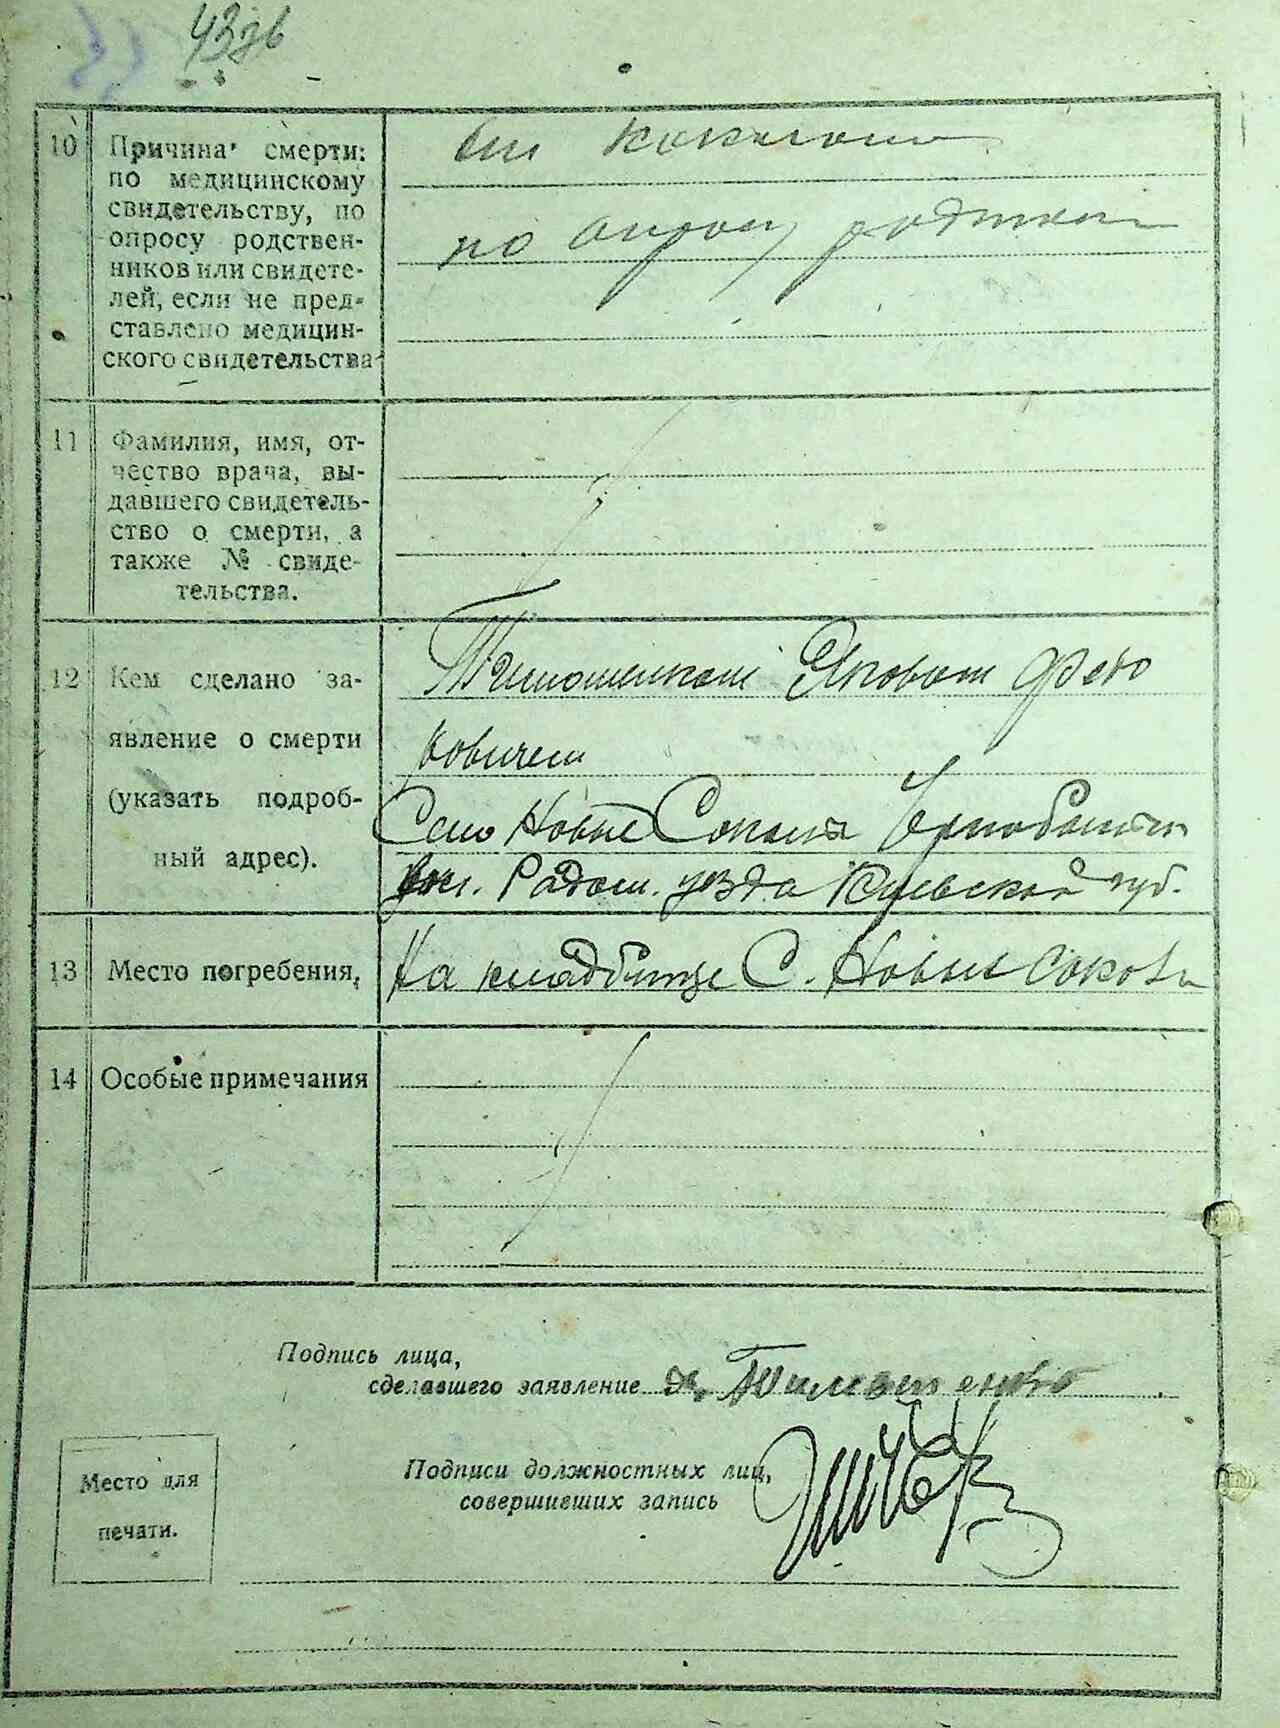 43зв
10 Причина смерти:
по медицинскому
свидетельству, по
опросу родствен-
ников или свидете-
лей, если не пред-
ставлено медицин-
ского свидетельства
по опросу
11 Фамилия, имя, от-
чество врача, вы-
давшего свидетель-
ство о смерти, а
также № свиде-
тельства.
12 Кем сделано за-
явление о смерти
(указать подроб-
ный адрес).
Тимошенком Яковом Федо
ровичем
Село Новые Соколы
вол. Радом. уезда Киевской губ.
13 Место погребения,
На кладбище С. Новые Соколы
14 Особые примечания
Подпись лица,
сделавшего заявление Я. Тимошенко
Подписи должностных лиц,
совершивших запись
Место для
печати.